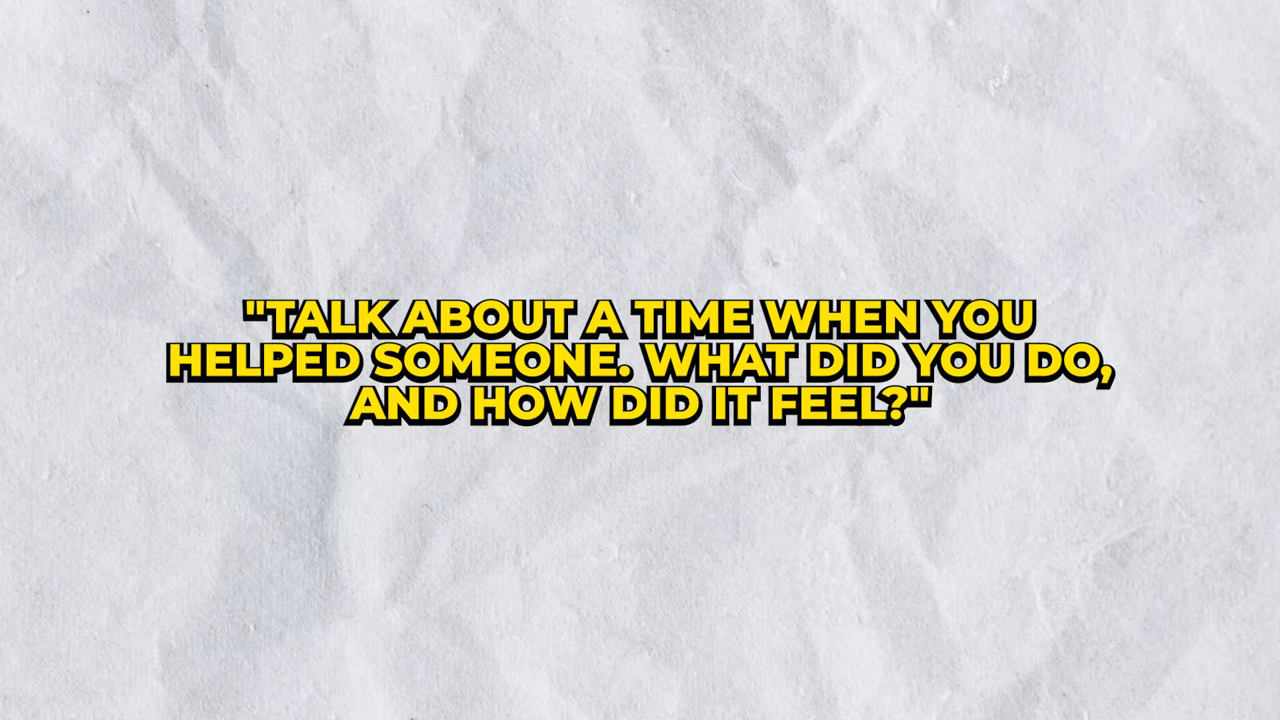 "TALK ABOUT A TIME WHEN YOU
HELPED SOMEONE. WHAT DID YOU DO,
AND HOW DID IT FEEL?"